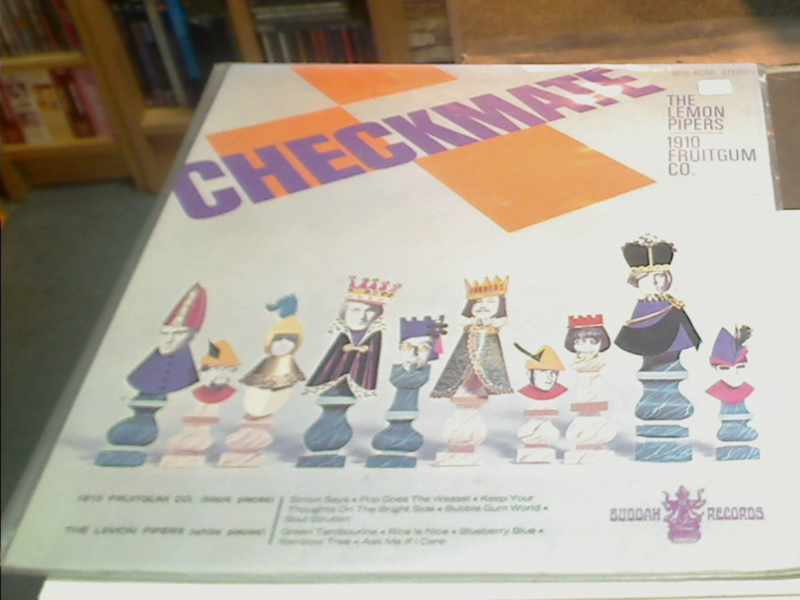 CHECKMATE
STEREO
THE
LEMON
PIPERS
1910
FRUITGUM
CO.
1910 FRUITGUM CO. (black pieces)
Simon Says • Pop Goes The Weasel • Keep Your
Thoughts On The Bright Side • Bubble Gum World •
Soul Struttin'
THE LEMON PIPERS (white pieces)
Green Tambourine • Rice Is Nice • Blueberry Blue •
Rainbow Tree • Ask Me If I Care
BUDDAH RECORDS